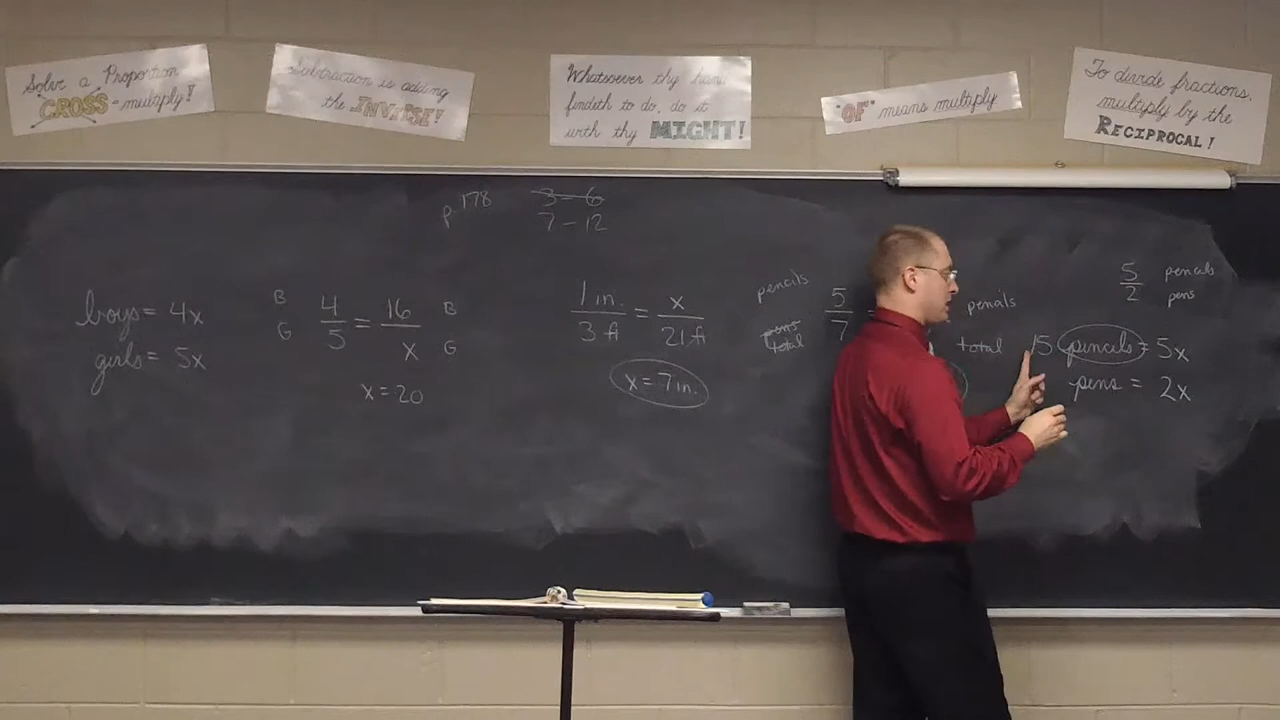 Solve a Proportion
CROSS-multiply!
Subtraction is adding
the INVERSE!
Whatsoever thy hand
findeth to do, do it
with thy MIGHT!
"OF" means multiply
To divide fractions,
multiply by the
RECIPROCAL!
p. 178
3 - 6
7 - 12
boys = 4x
girls = 5x
B 4/5 = 16/x B
G G
x = 20
1 in./3 ft = x/21 ft
x = 7 in.
pencils
pens
total
5/7
pencils
total
5/2 pencils
pens
15 pencils = 5x
pens = 2x